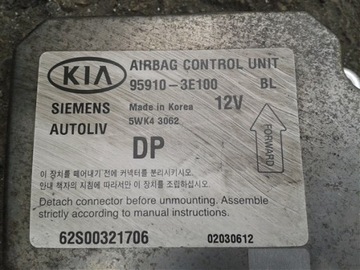 KIA AIRBAG CONTROL UNIT
95910-3E100 BL
SIEMENS Made in Korea 12V
AUTOLIV 5WK4 3062
DP FORWARD
이 장치를 떼어내기 전에 커넥터를 분리시키시오.
안내 책자의 지침에 따라서만 이 장치를 조립하십시오.
Detach connector before unmounting. Assemble
strictly according to manual instructions.
62S00321706 02030612